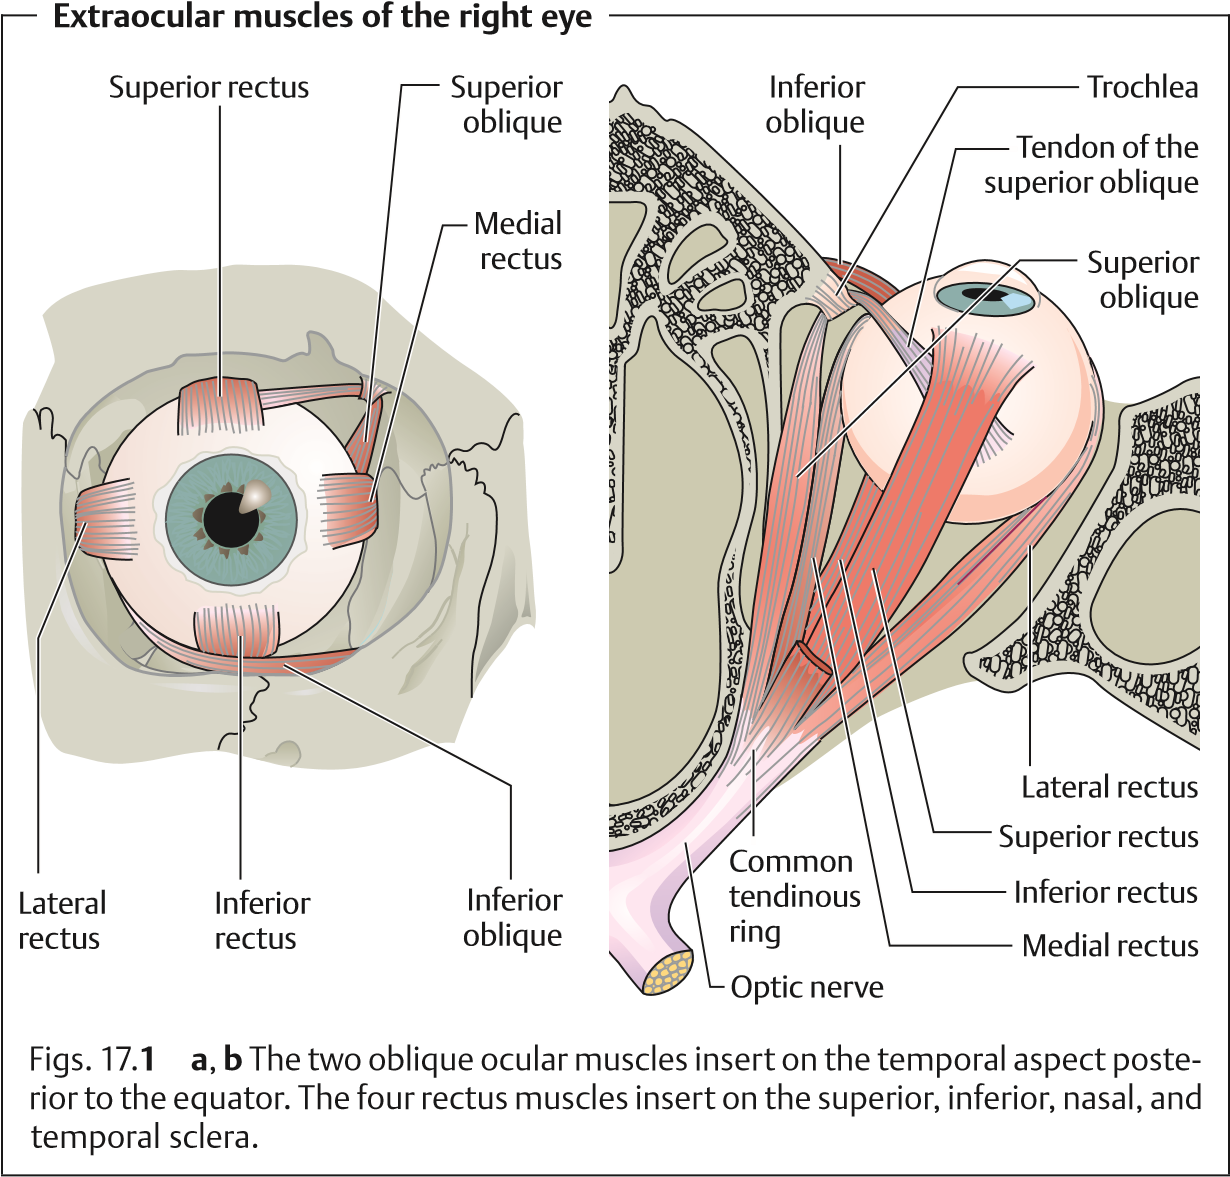 Extraocular muscles of the right eye
Superior rectus
Superior
oblique
Medial
rectus
Lateral
rectus
Inferior
rectus
Inferior
oblique
Inferior
oblique
Trochlea
Tendon of the
superior oblique
Superior
oblique
Lateral rectus
Superior rectus
Inferior rectus
Medial rectus
Common
tendinous
ring
Optic nerve
Figs. 17.1 a, b The two oblique ocular muscles insert on the temporal aspect poste-
rior to the equator. The four rectus muscles insert on the superior, inferior, nasal, and
temporal sclera.